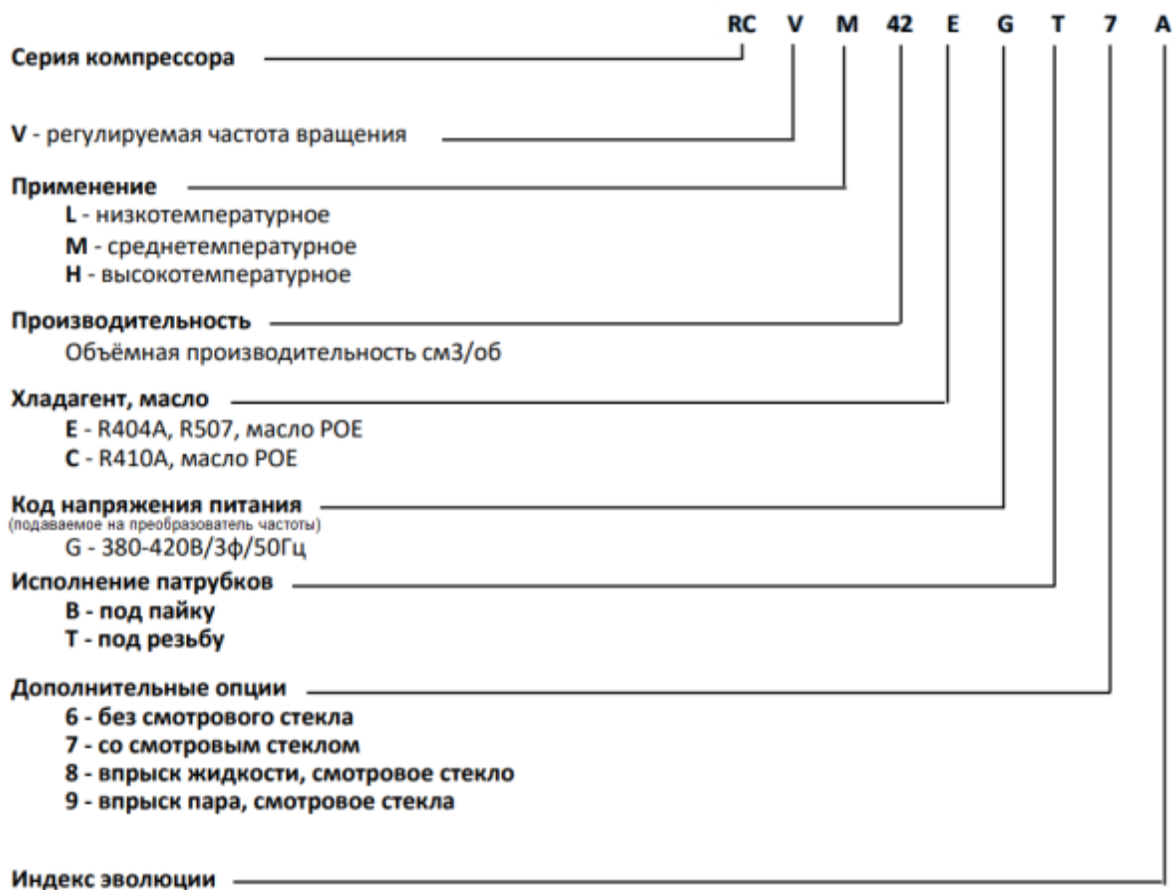 RC V M 42 E G T 7 A
Серия компрессора
V - регулируемая частота вращения
Применение
L - низкотемпературное
M - среднетемпературное
H - высокотемпературное
Производительность
Объёмная производительность см3/об
Хладагент, масло
E - R404A, R507, масло POE
C - R410A, масло POE
Код напряжения питания
(подаваемое на преобразователь частоты)
G - 380-420В/3ф/50Гц
Исполнение патрубков
B - под пайку
T - под резьбу
Дополнительные опции
6 - без смотрового стекла
7 - со смотровым стеклом
8 - впрыск жидкости, смотровое стекло
9 - впрыск пара, смотровое стекла
Индекс эволюции